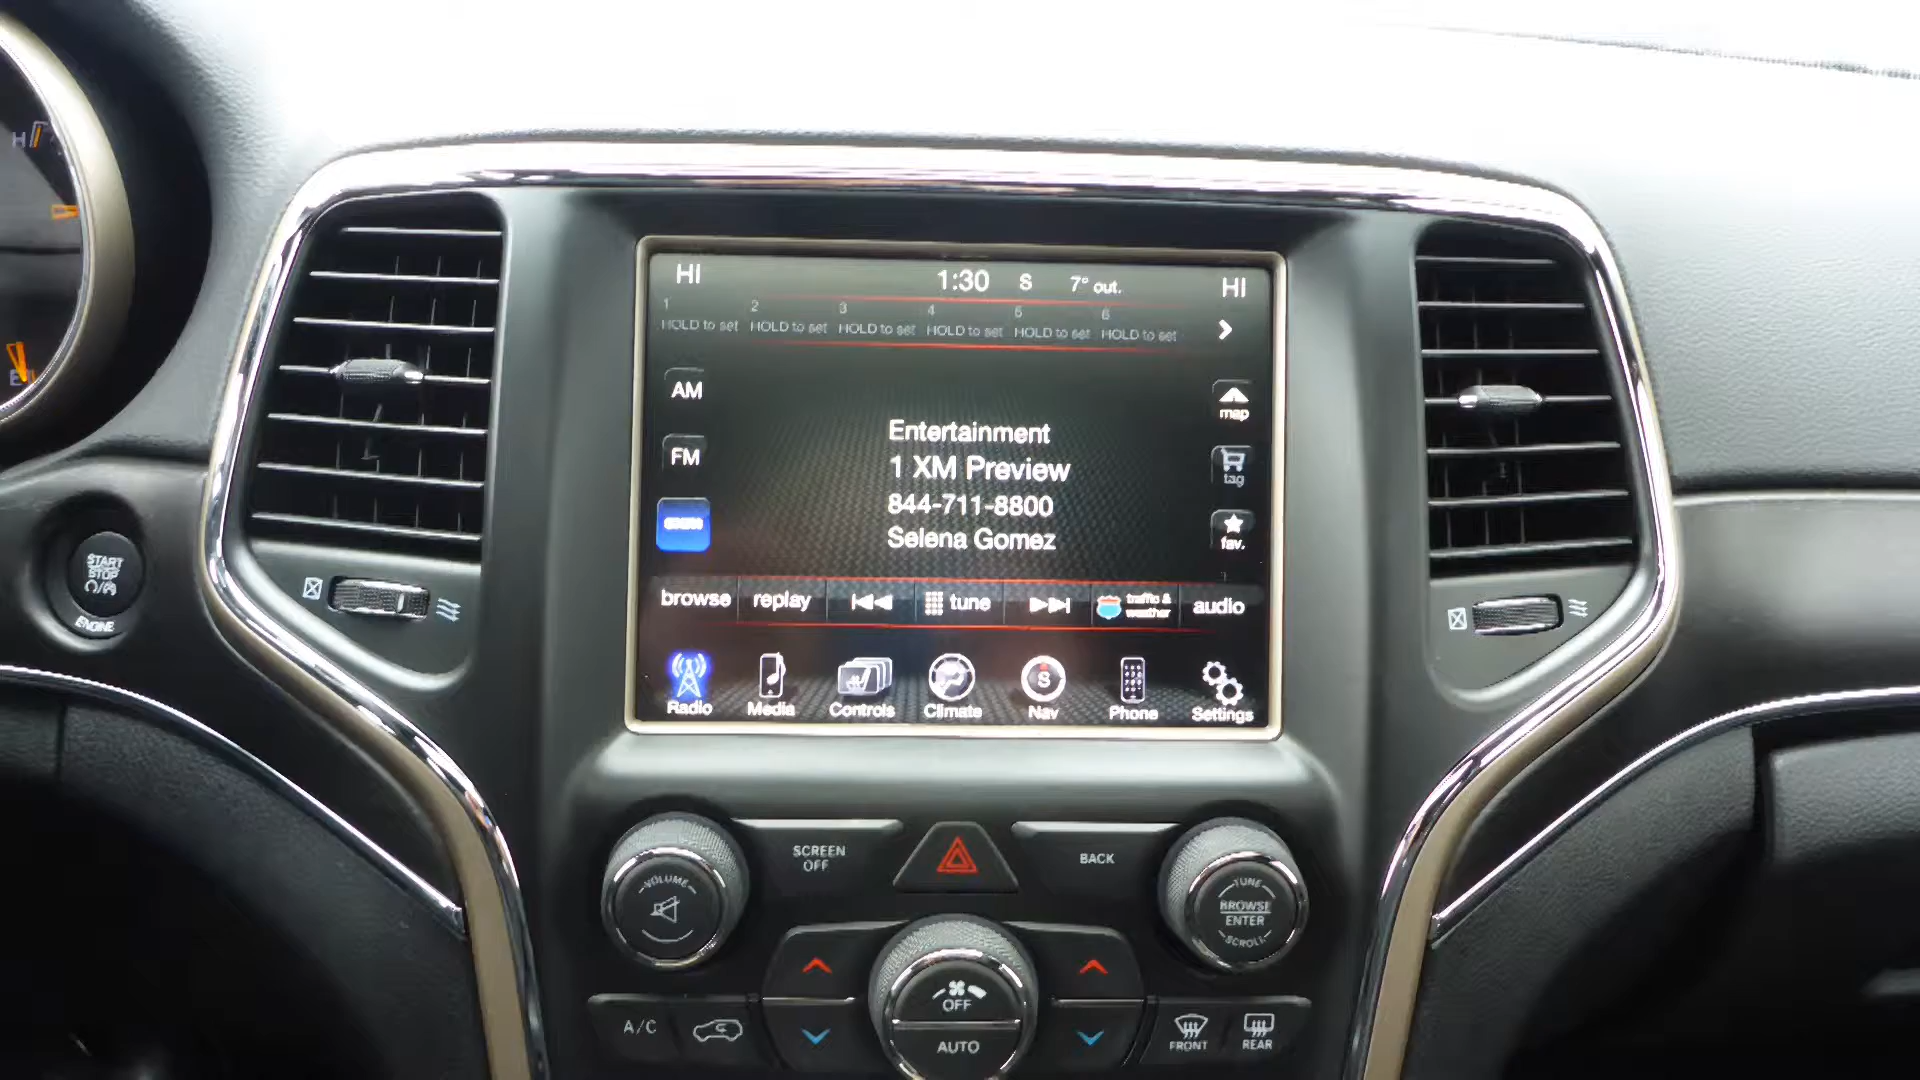 H
E
HI 1:30 S 7° out. HI
1 2 3 4 5 6
HOLD to set HOLD to set HOLD to set HOLD to set HOLD to set HOLD to set
AM
map
Entertainment
FM
1 XM Preview
tag
844-711-8800
Selena Gomez
fav.
START
STOP
ENGINE
browse replay tune traffic & weather audio
S
Radio Media Controls Climate Nav Phone Settings
SCREEN
OFF
BACK
VOLUME
TUNE
BROWSE
ENTER
SCROLL
OFF
AUTO
A/C
FRONT
REAR